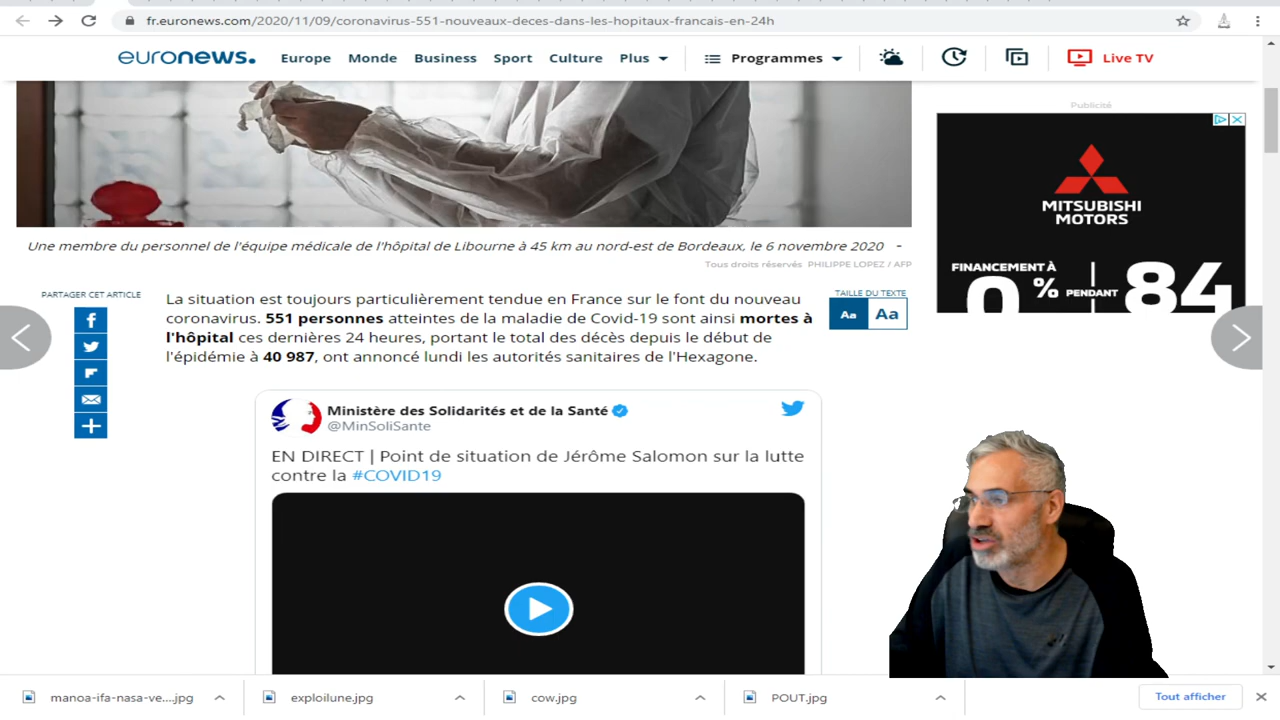 fr.euronews.com/2020/11/09/coronavirus-551-nouveaux-deces-dans-les-hopitaux-francais-en-24h
euronews. Europe Monde Business Sport Culture Plus Programmes Live TV
Publicité
MITSUBISHI
MOTORS
FINANCEMENT À
0% PENDANT 84
Une membre du personnel de l'équipe médicale de l'hôpital de Libourne à 45 km au nord-est de Bordeaux, le 6 novembre 2020 -
Tous droits réservés PHILIPPE LOPEZ / AFP
PARTAGER CET ARTICLE
La situation est toujours particulièrement tendue en France sur le font du nouveau
coronavirus. 551 personnes atteintes de la maladie de Covid-19 sont ainsi mortes à
l'hôpital ces dernières 24 heures, portant le total des décès depuis le début de
l'épidémie à 40 987, ont annoncé lundi les autorités sanitaires de l'Hexagone.
TAILLE DU TEXTE
Aa Aa
Ministère des Solidarités et de la Santé
@MinSoliSante
EN DIRECT | Point de situation de Jérôme Salomon sur la lutte
contre la #COVID19
manoa-ifa-nasa-ve....jpg exploilune.jpg cow.jpg POUT.jpg Tout afficher